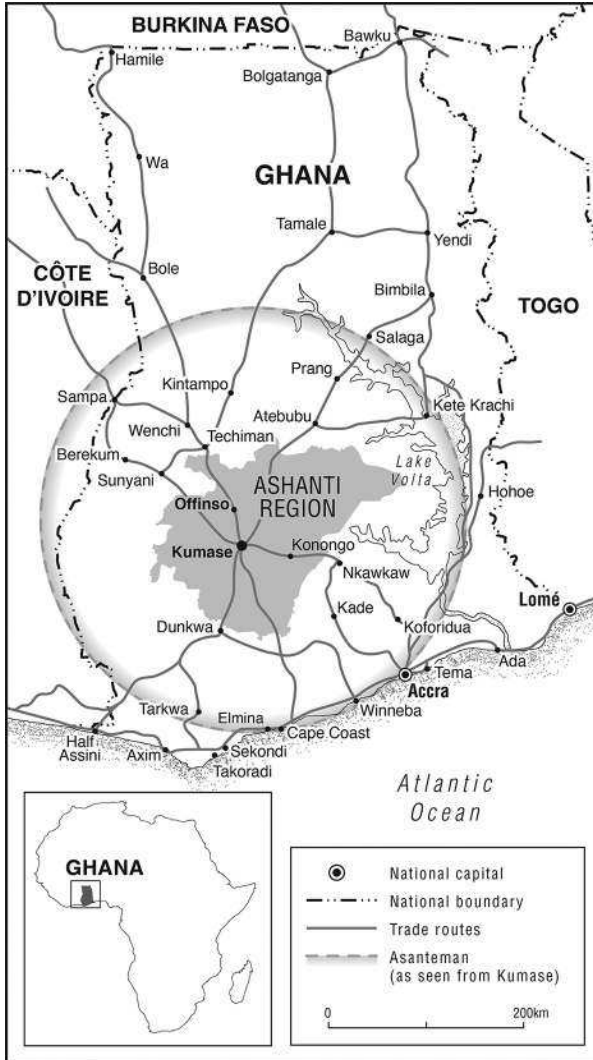 BURKINA FASO
Bawku
Hamile
Bolgatanga
Wa
GHANA
Tamale
Yendi
CÔTE
D'IVOIRE
Bole
Bimbila
TOGO
Salaga
Prang
Kintampo
Sampa
Kete Krachi
Atebubu
Wenchi
Techiman
Berekum
Lake
Volta
Sunyani
ASHANTI
REGION
Hohoe
Offinso
Kumase
Konongo
Nkawkaw
Lomé
Kade
Koforidua
Dunkwa
Ada
Tema
Accra
Winneba
Tarkwa
Elmina
Cape Coast
Half
Assini
Axim
Sekondi
Takoradi
Atlantic
Ocean
GHANA
National capital
National boundary
Trade routes
Asanteman
(as seen from Kumase)
0
200km